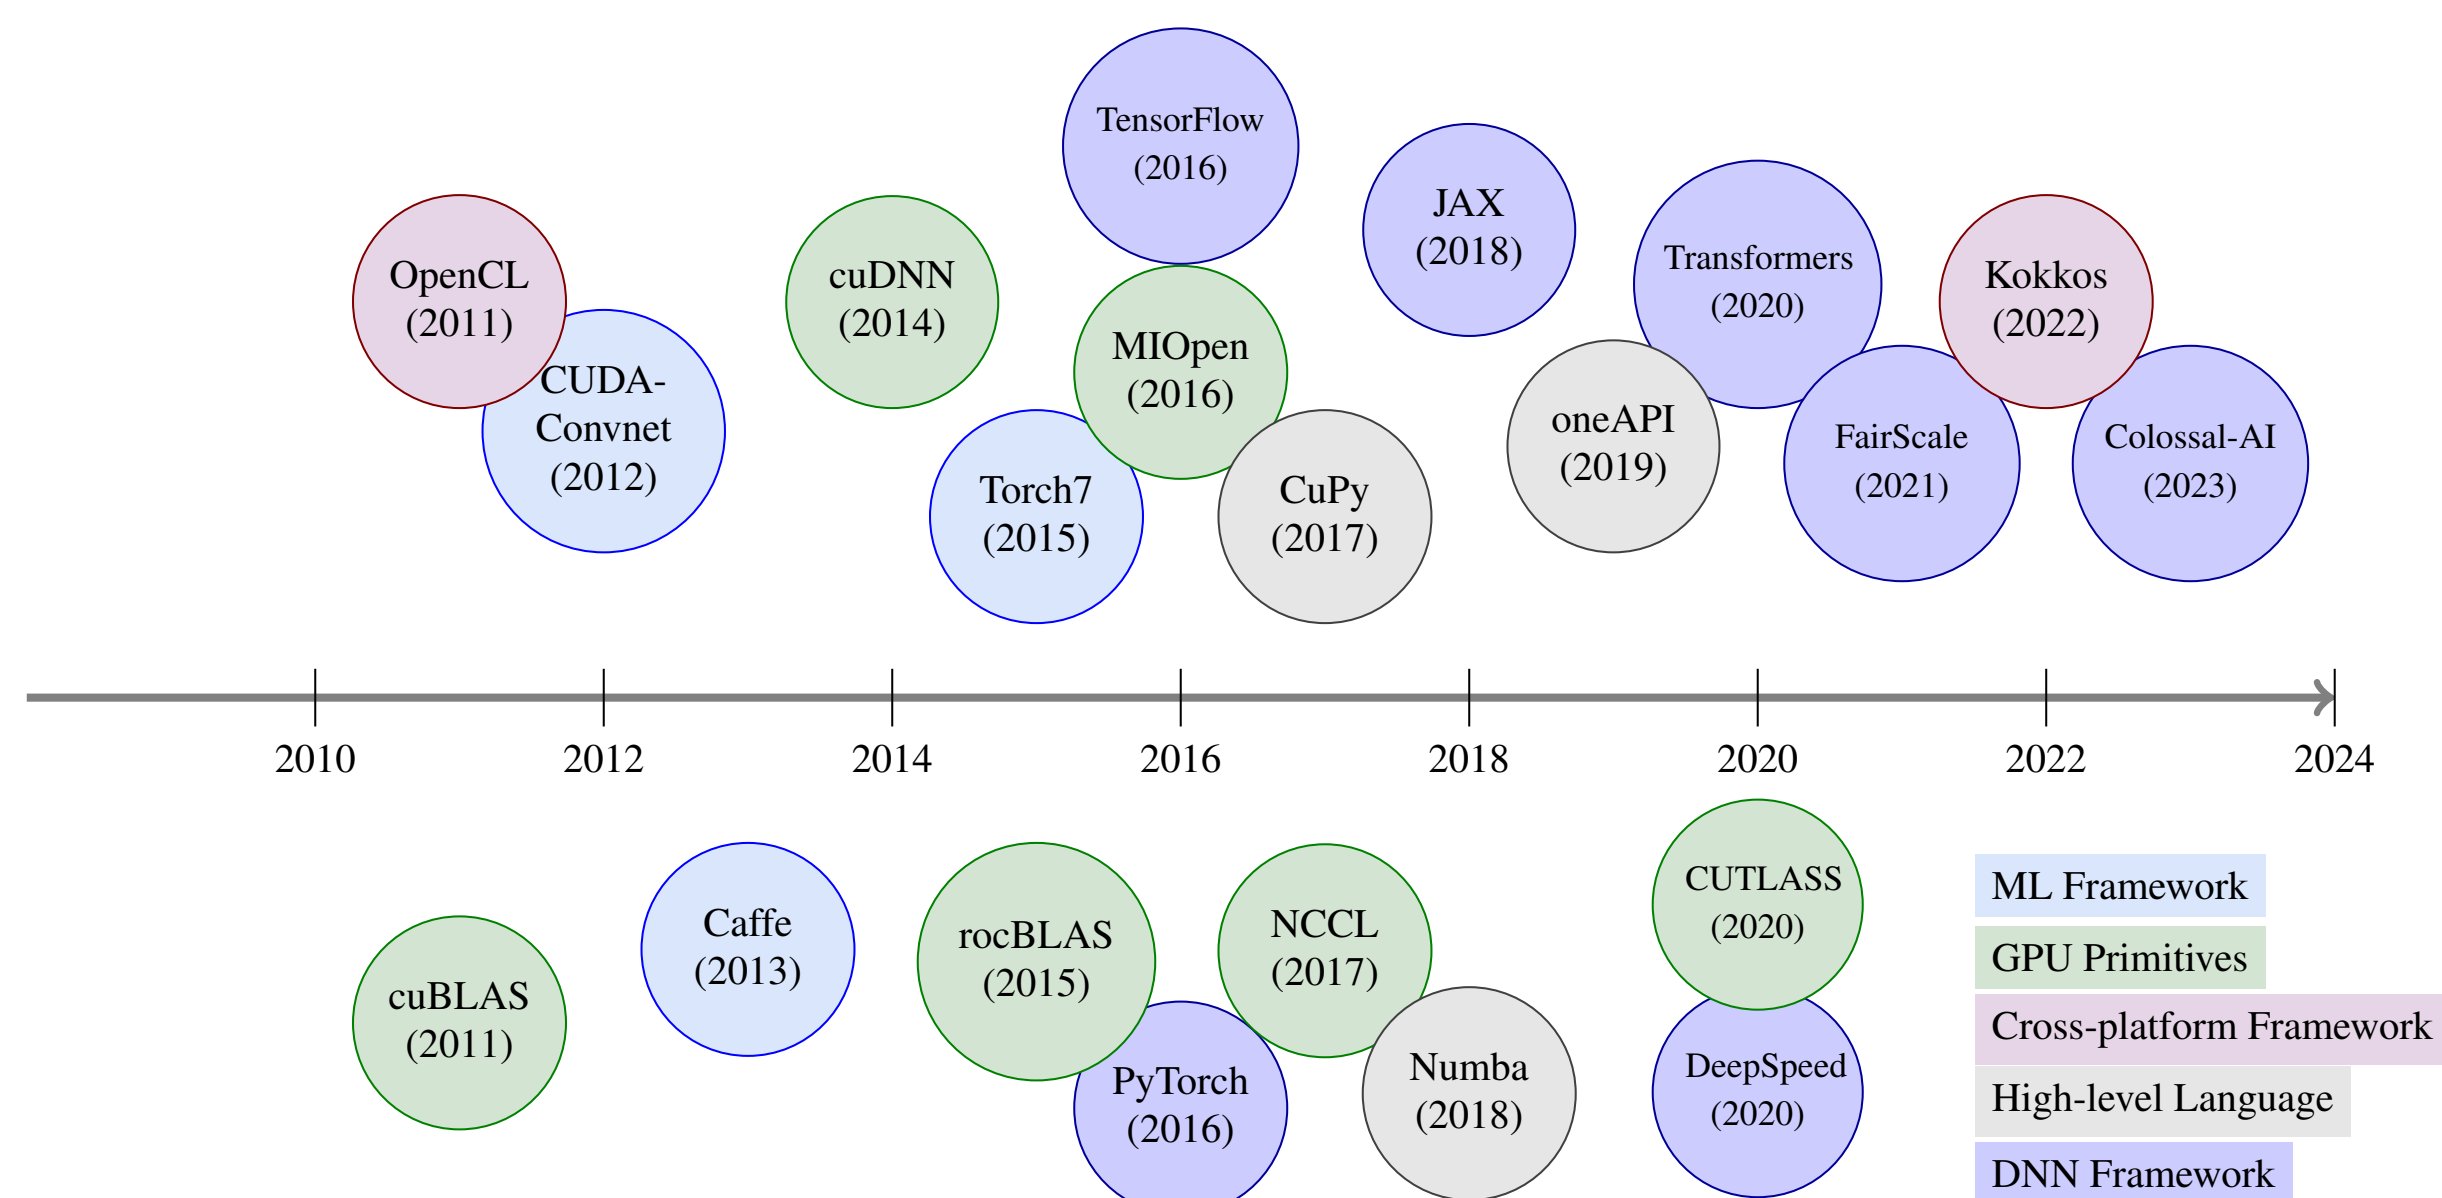 TensorFlow
(2016)
JAX
(2018)
OpenCL
(2011)
cuDNN
(2014)
Transformers
(2020)
Kokkos
(2022)
CUDA-
Convnet
(2012)
MIOpen
(2016)
Torch7
(2015)
CuPy
(2017)
oneAPI
(2019)
FairScale
(2021)
Colossal-AI
(2023)
2010
2012
2014
2016
2018
2020
2022
2024
cuBLAS
(2011)
Caffe
(2013)
rocBLAS
(2015)
PyTorch
(2016)
NCCL
(2017)
Numba
(2018)
CUTLASS
(2020)
DeepSpeed
(2020)
ML Framework
GPU Primitives
Cross-platform Framework
High-level Language
DNN Framework